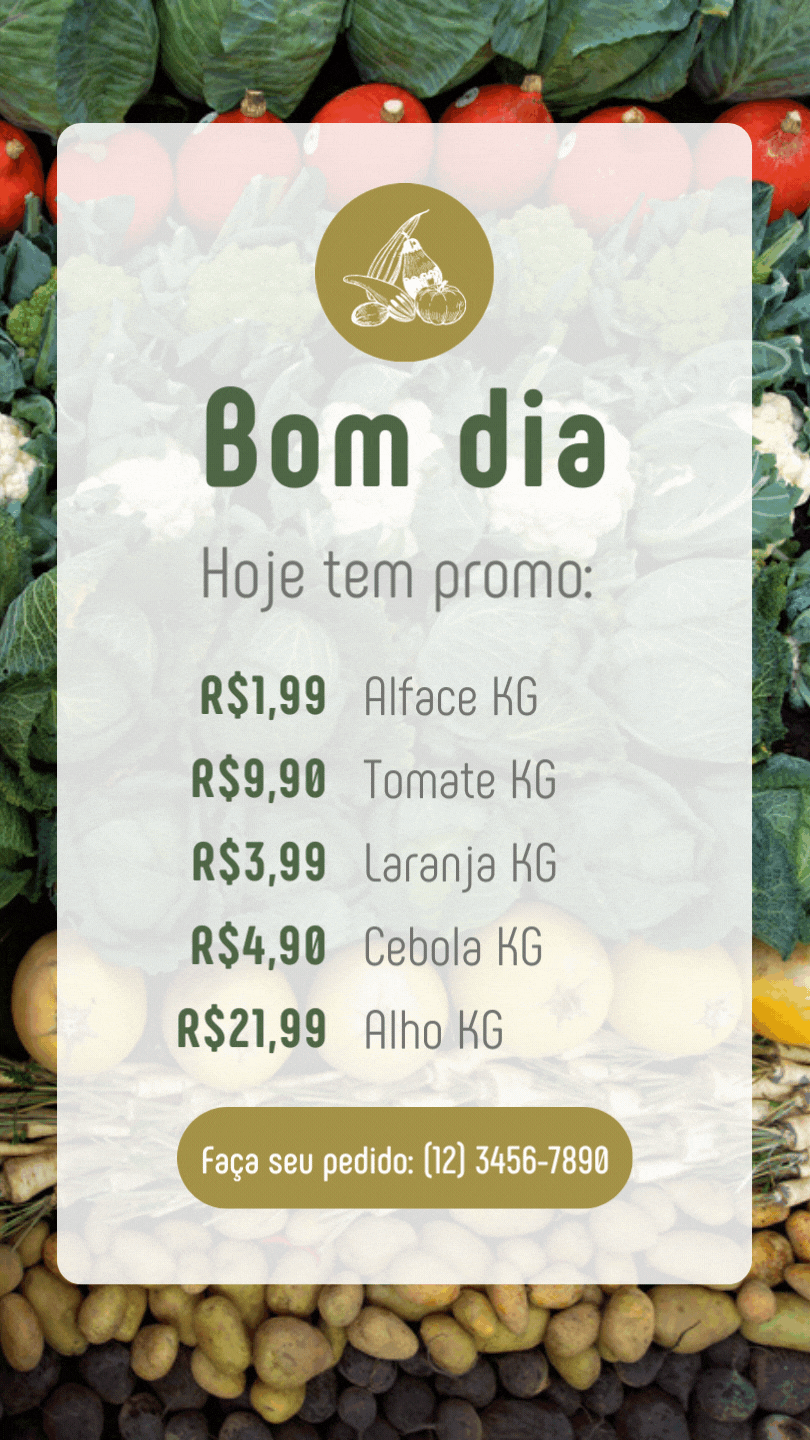 Bom dia
Hoje tem promo:
R$1,99 Alface KG
R$9,90 Tomate KG
R$3,99 Laranja KG
R$4,90 Cebola KG
R$21,99 Alho KG
Faça seu pedido: (12) 3456-7890